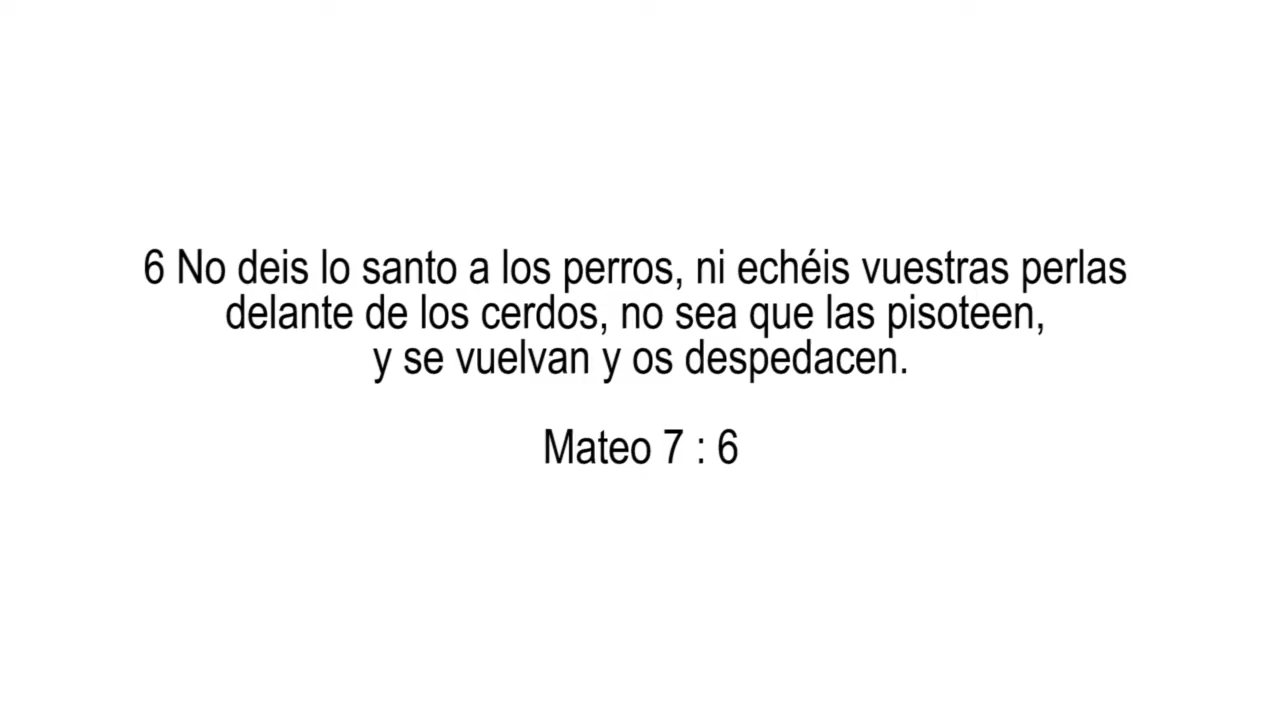 6 No deis lo santo a los perros, ni echéis vuestras perlas
delante de los cerdos, no sea que las pisoteen,
y se vuelvan y os despedacen.
Mateo 7 : 6